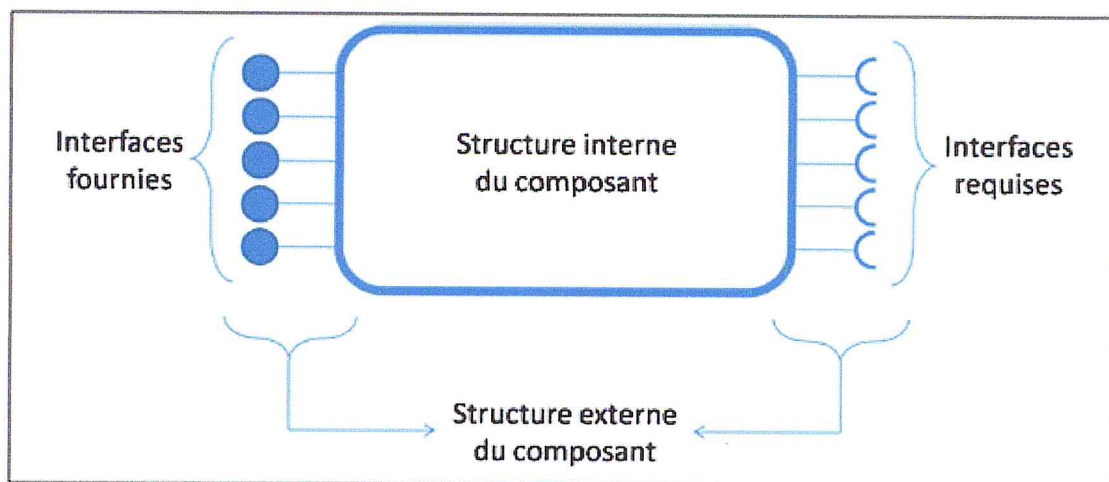 Interfaces
fournies
Structure interne
du composant
Interfaces
requises
Structure externe
du composant